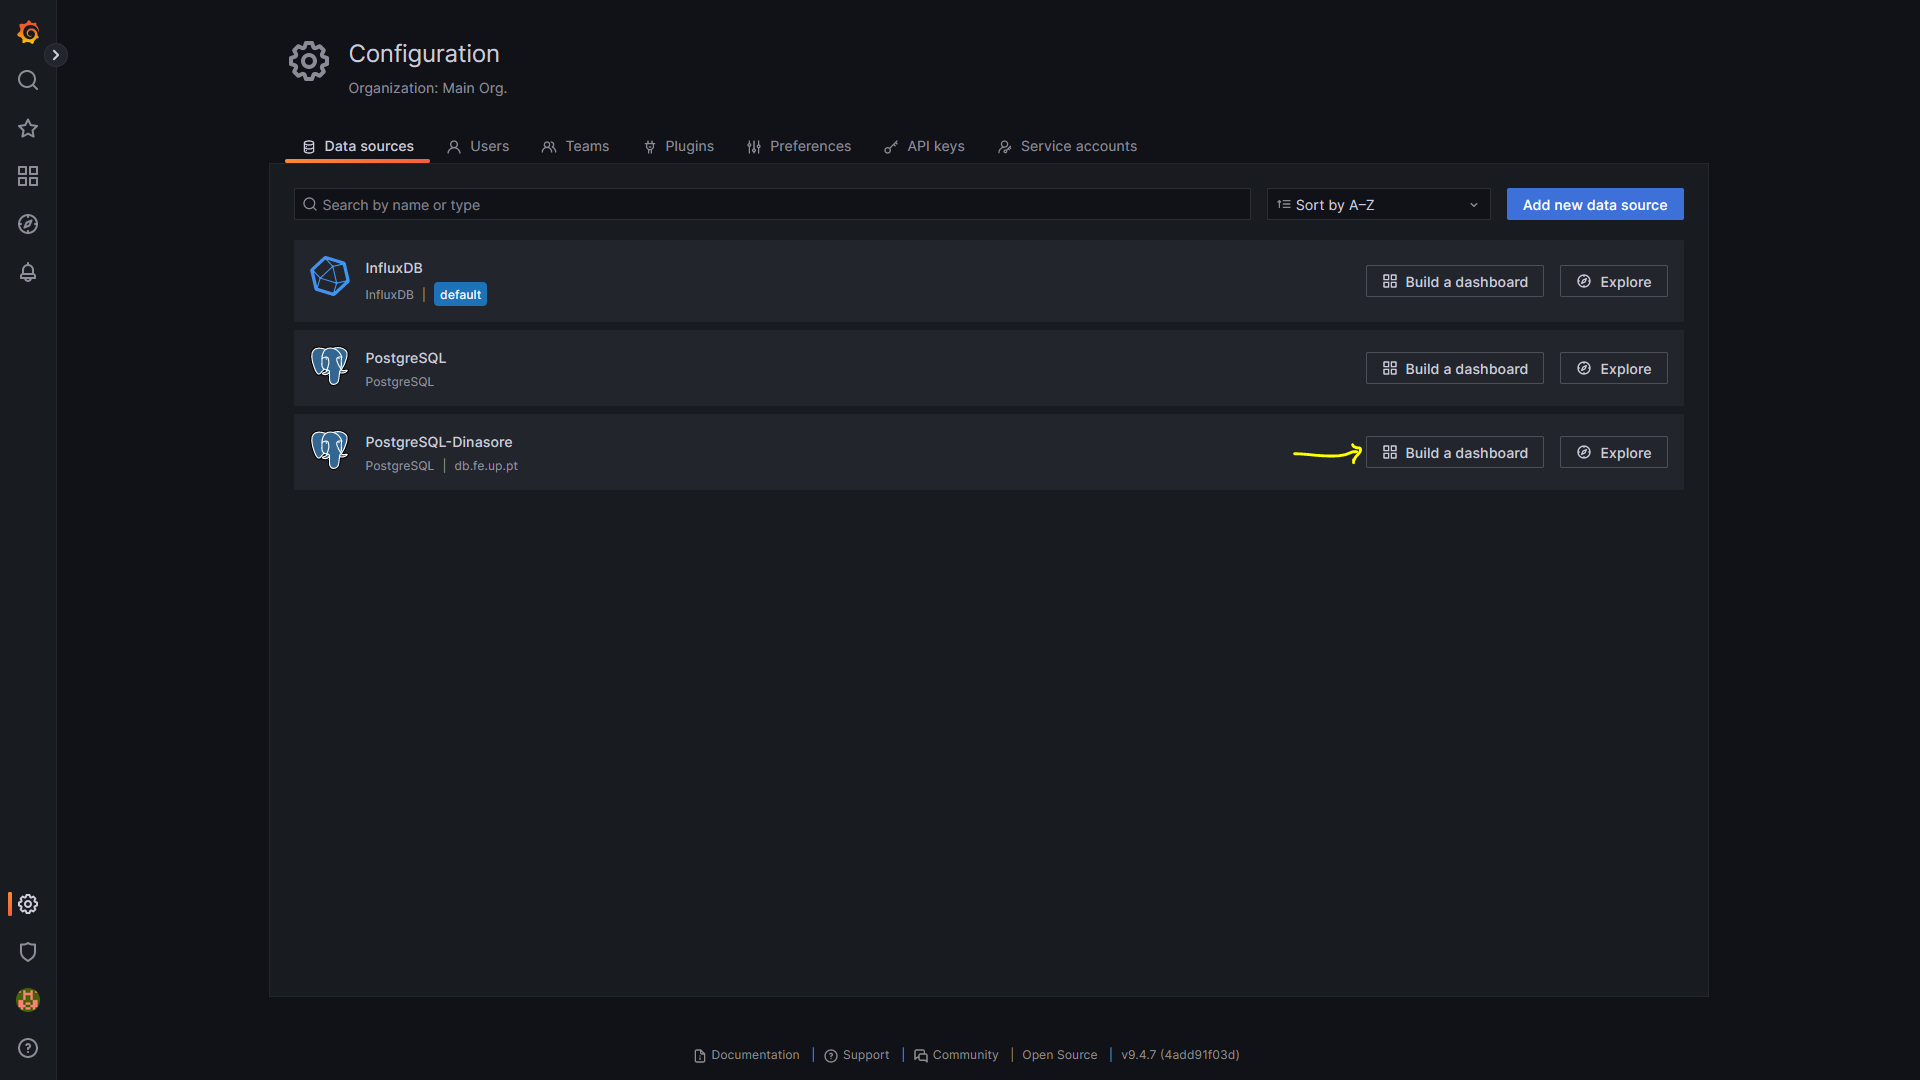 Configuration
Organization: Main Org.
Data sources Users Teams Plugins Preferences API keys Service accounts
Search by name or type Sort by A–Z Add new data source
InfluxDB
InfluxDB | default Build a dashboard Explore
PostgreSQL
PostgreSQL Build a dashboard Explore
PostgreSQL-Dinasore
PostgreSQL | db.fe.up.pt Build a dashboard Explore
Documentation | Support | Community | Open Source | v9.4.7 (4add91f03d)